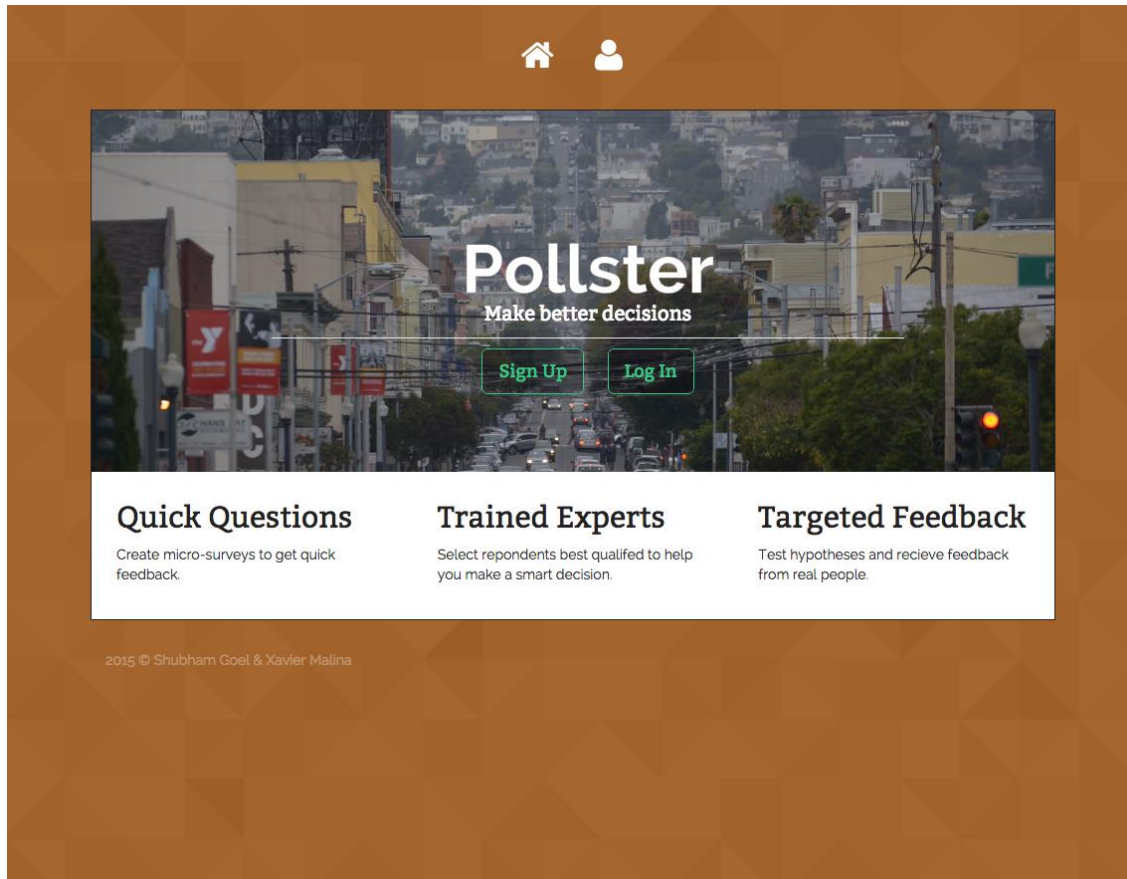 Pollster
Make better decisions
Sign Up
Log In
Quick Questions
Create micro-surveys to get quick
feedback.
Trained Experts
Select repondents best qualifed to help
you make a smart decision.
Targeted Feedback
Test hypotheses and recieve feedback
from real people.
2015 © Shubham Goel & Xavier Malina